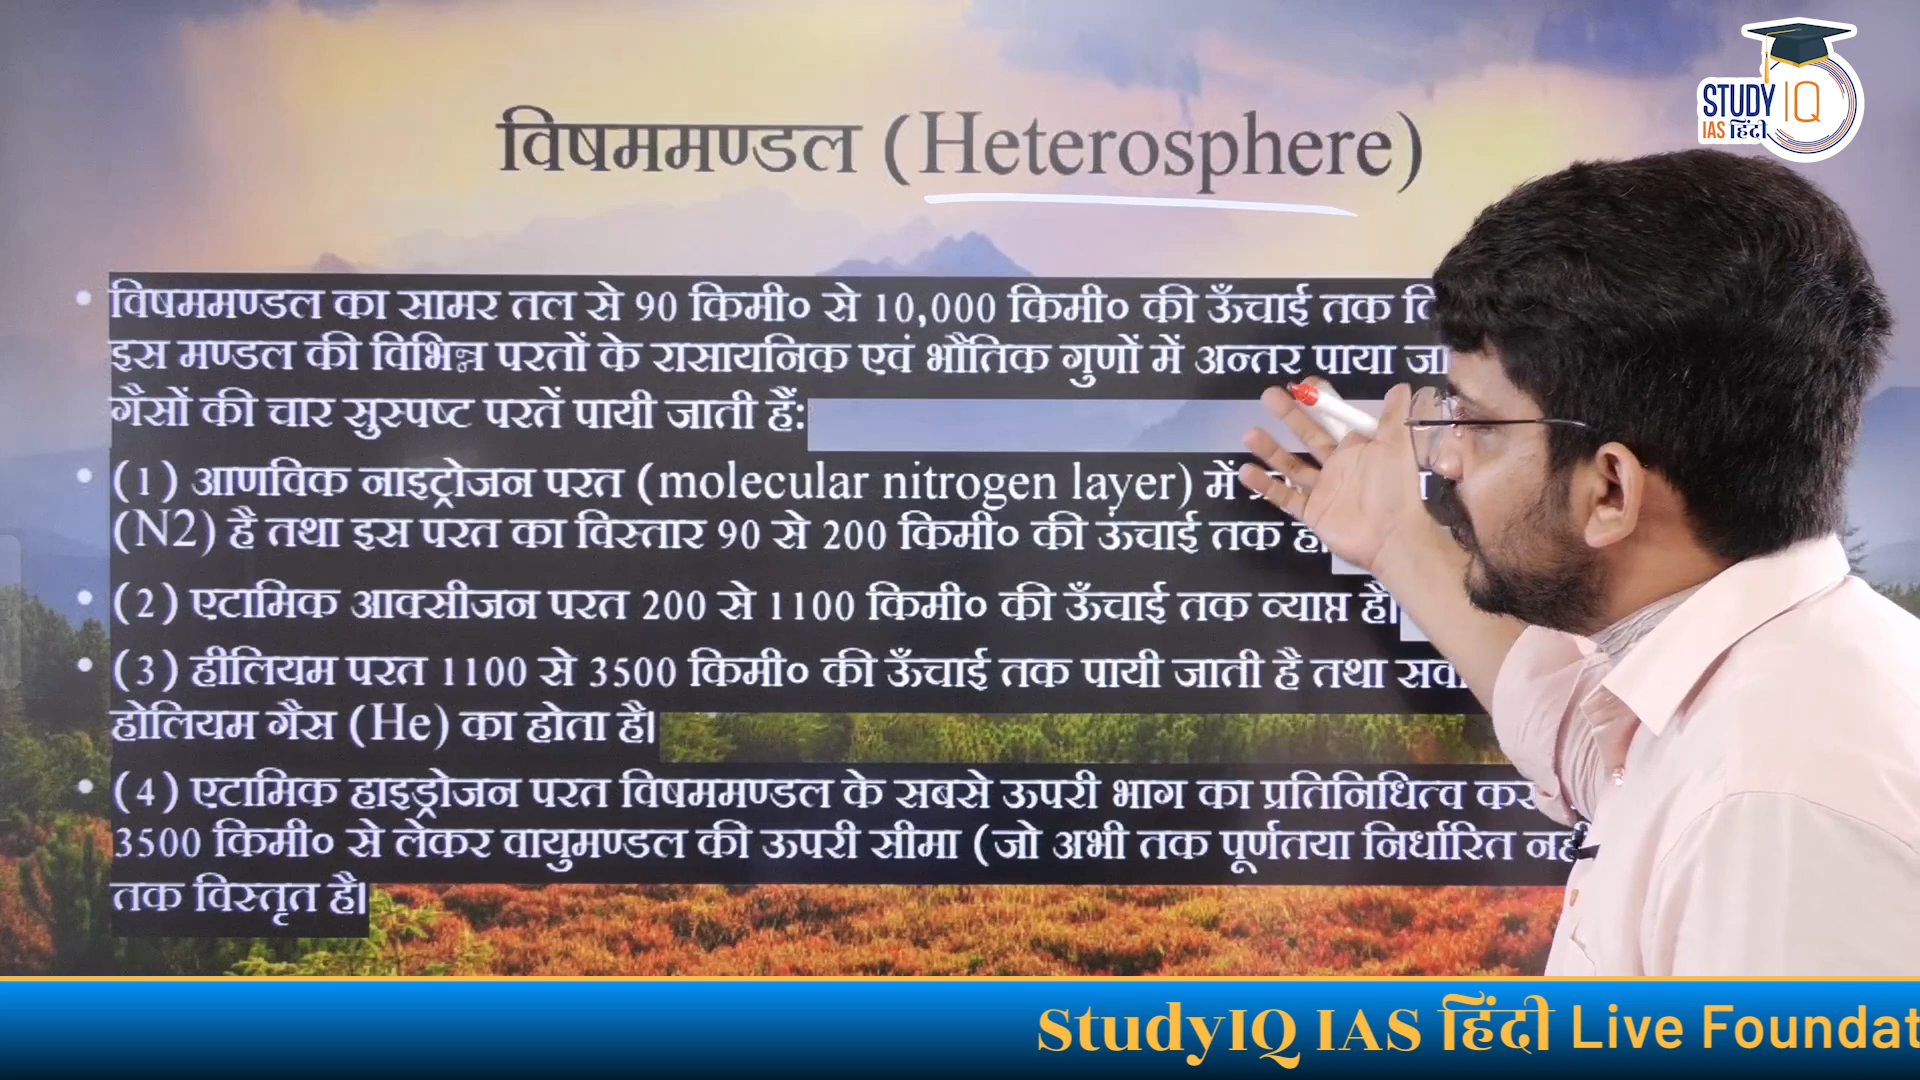 STUDY IQ
IAS हिंदी
विषममण्डल (Heterosphere)
• विषममण्डल का सामर तल से 90 किमी० से 10,000 किमी० की ऊँचाई तक
इस मण्डल की विभिन्न परतों के रासायनिक एवं भौतिक गुणों में अन्तर पाया
गैसों की चार सुस्पष्ट परतें पायी जाती हैं:
• (1) आणविक नाइट्रोजन परत (molecular nitrogen layer) में
(N2) है तथा इस परत का विस्तार 90 से 200 किमी० की ऊंचाई तक
• (2) एटामिक आक्सीजन परत 200 से 1100 किमी० की ऊँचाई तक व्याप्त है।
• (3) हीलियम परत 1100 से 3500 किमी० की ऊँचाई तक पायी जाती है तथा
होलियम गैस (He) का होता है।
• (4) एटामिक हाइड्रोजन परत विषममण्डल के सबसे ऊपरी भाग का प्रतिनिधित्व
3500 किमी० से लेकर वायुमण्डल की ऊपरी सीमा (जो अभी तक पूर्णतया निर्धारित
तक विस्तृत है।
StudyIQ IAS हिंदी Live Foundat